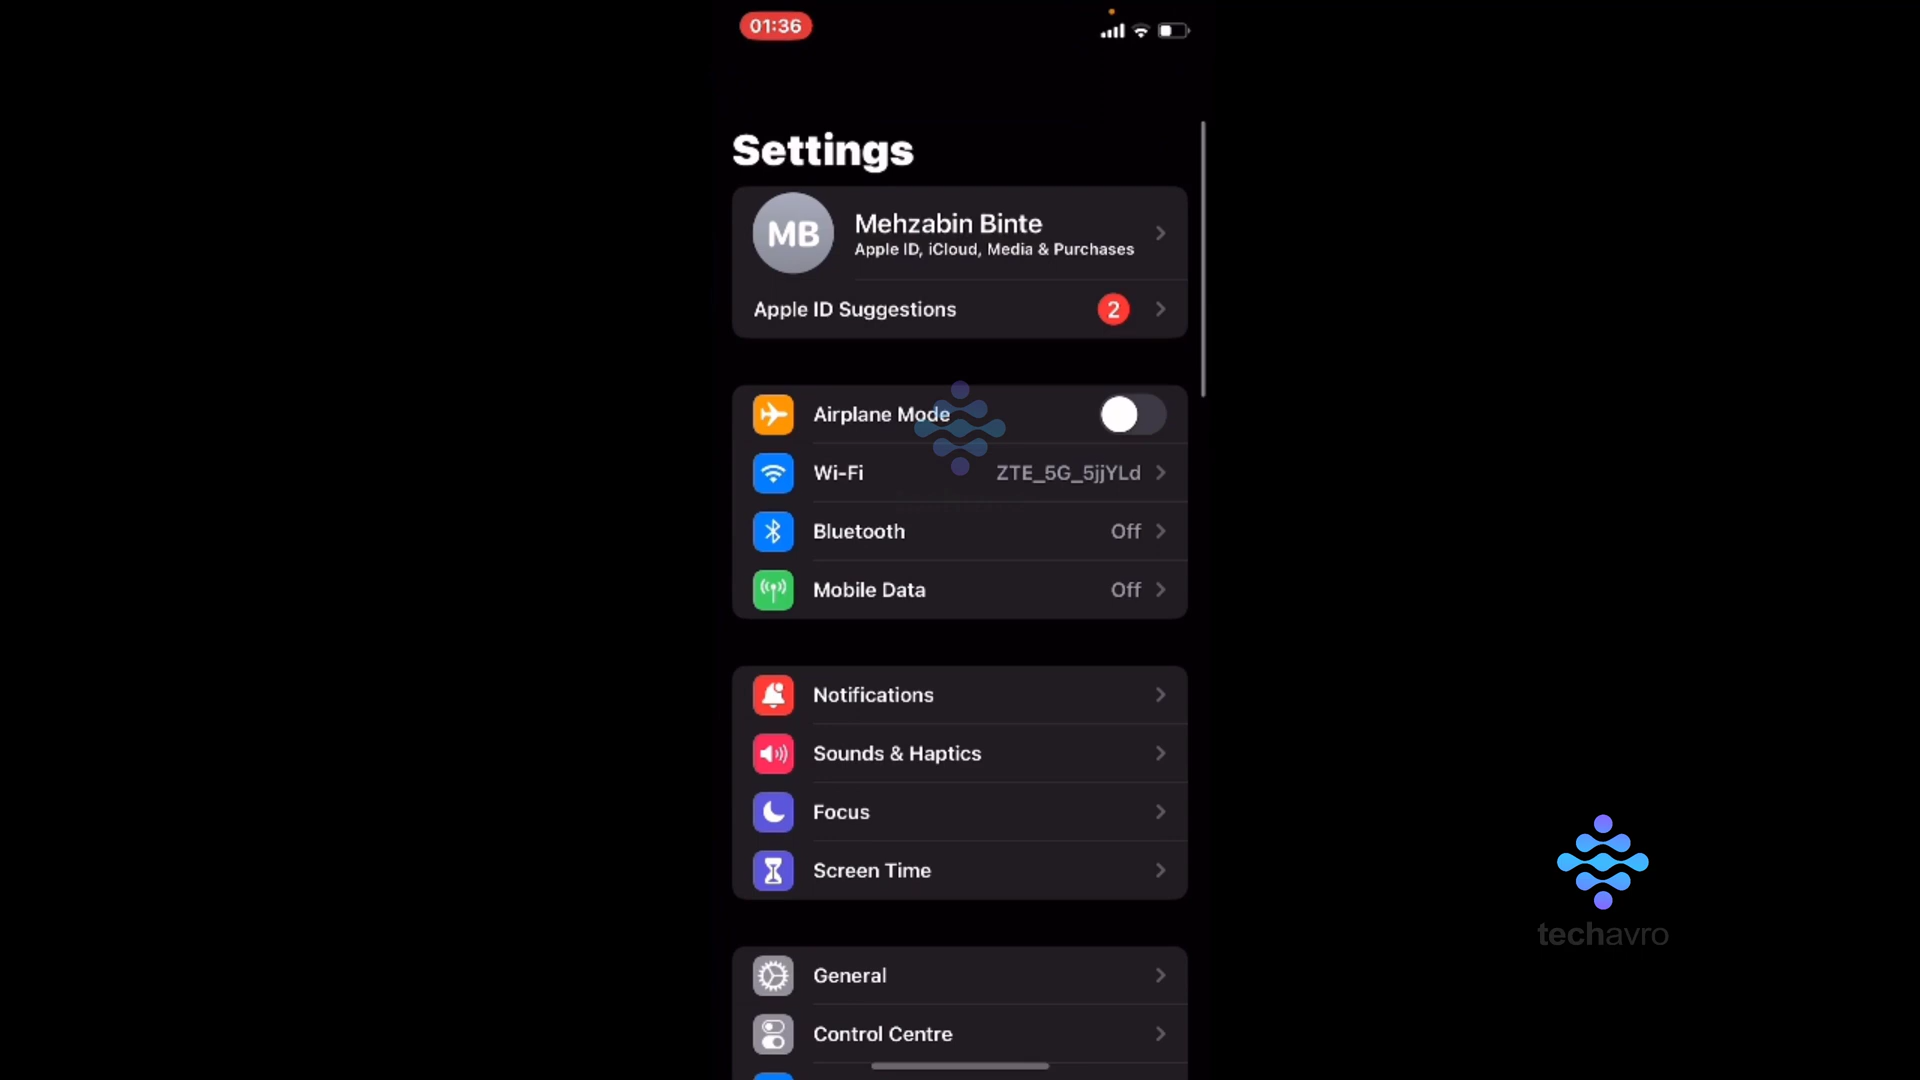 01:36
Settings
MB
Mehzabin Binte
Apple ID, iCloud, Media & Purchases
Apple ID Suggestions 2
Airplane Mode
Wi-Fi ZTE_5G_5jjYLd
Bluetooth Off
Mobile Data Off
Notifications
Sounds & Haptics
Focus
Screen Time
General
Control Centre
techavro